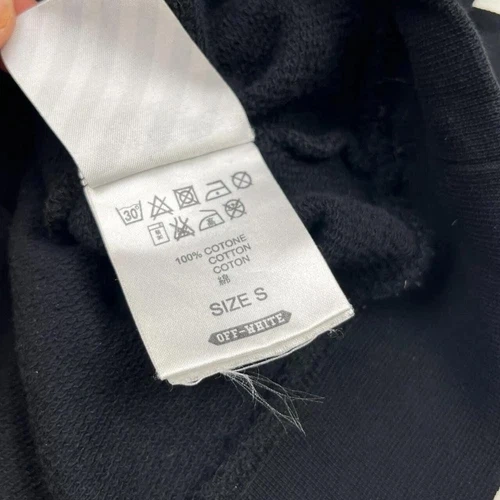 30°
100% COTONE
COTTON
COTON
綿
SIZE S
OFF-WHITE